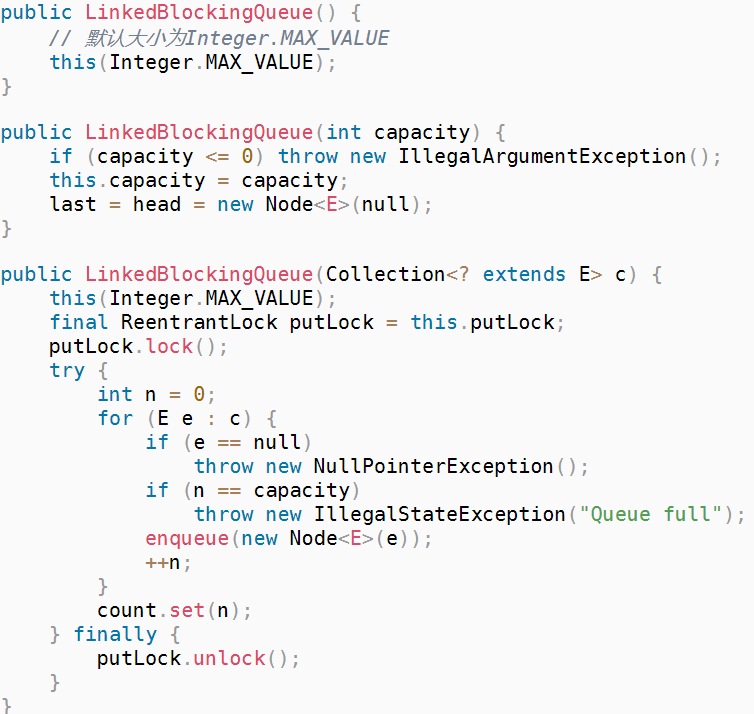 public LinkedBlockingQueue() {
    // 默认大小为Integer.MAX_VALUE
    this(Integer.MAX_VALUE);
}

public LinkedBlockingQueue(int capacity) {
    if (capacity <= 0) throw new IllegalArgumentException();
    this.capacity = capacity;
    last = head = new Node<E>(null);
}

public LinkedBlockingQueue(Collection<? extends E> c) {
    this(Integer.MAX_VALUE);
    final ReentrantLock putLock = this.putLock;
    putLock.lock();
    try {
        int n = 0;
        for (E e : c) {
            if (e == null)
                throw new NullPointerException();
            if (n == capacity)
                throw new IllegalStateException("Queue full");
            enqueue(new Node<E>(e));
            ++n;
        }
        count.set(n);
    } finally {
        putLock.unlock();
    }
}